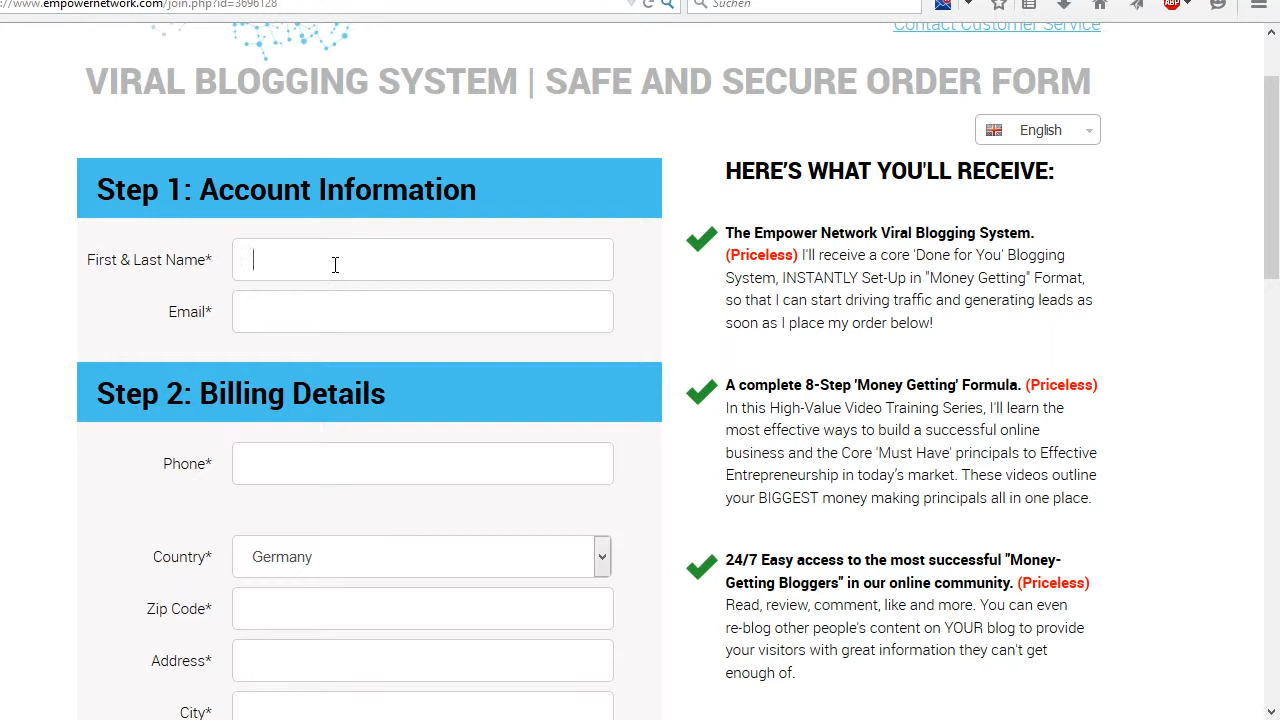 www.empowernetwork.com/join.php?id=3696128
Suchen
ABP
Contact Customer Service
VIRAL BLOGGING SYSTEM | SAFE AND SECURE ORDER FORM
English
Step 1: Account Information
First & Last Name*
Email*
Step 2: Billing Details
Phone*
Country*
Germany
Zip Code*
Address*
City*
HERE'S WHAT YOU'LL RECEIVE:
The Empower Network Viral Blogging System.
(Priceless) I'll receive a core 'Done for You' Blogging
System, INSTANTLY Set-Up in "Money Getting" Format,
so that I can start driving traffic and generating leads as
soon as I place my order below!
A complete 8-Step 'Money Getting' Formula. (Priceless)
In this High-Value Video Training Series, I'll learn the
most effective ways to build a successful online
business and the Core 'Must Have' principals to Effective
Entrepreneurship in today's market. These videos outline
your BIGGEST money making principals all in one place.
24/7 Easy access to the most successful "Money-
Getting Bloggers" in our online community. (Priceless)
Read, review, comment, like and more. You can even
re-blog other people's content on YOUR blog to provide
your visitors with great information they can't get
enough of.